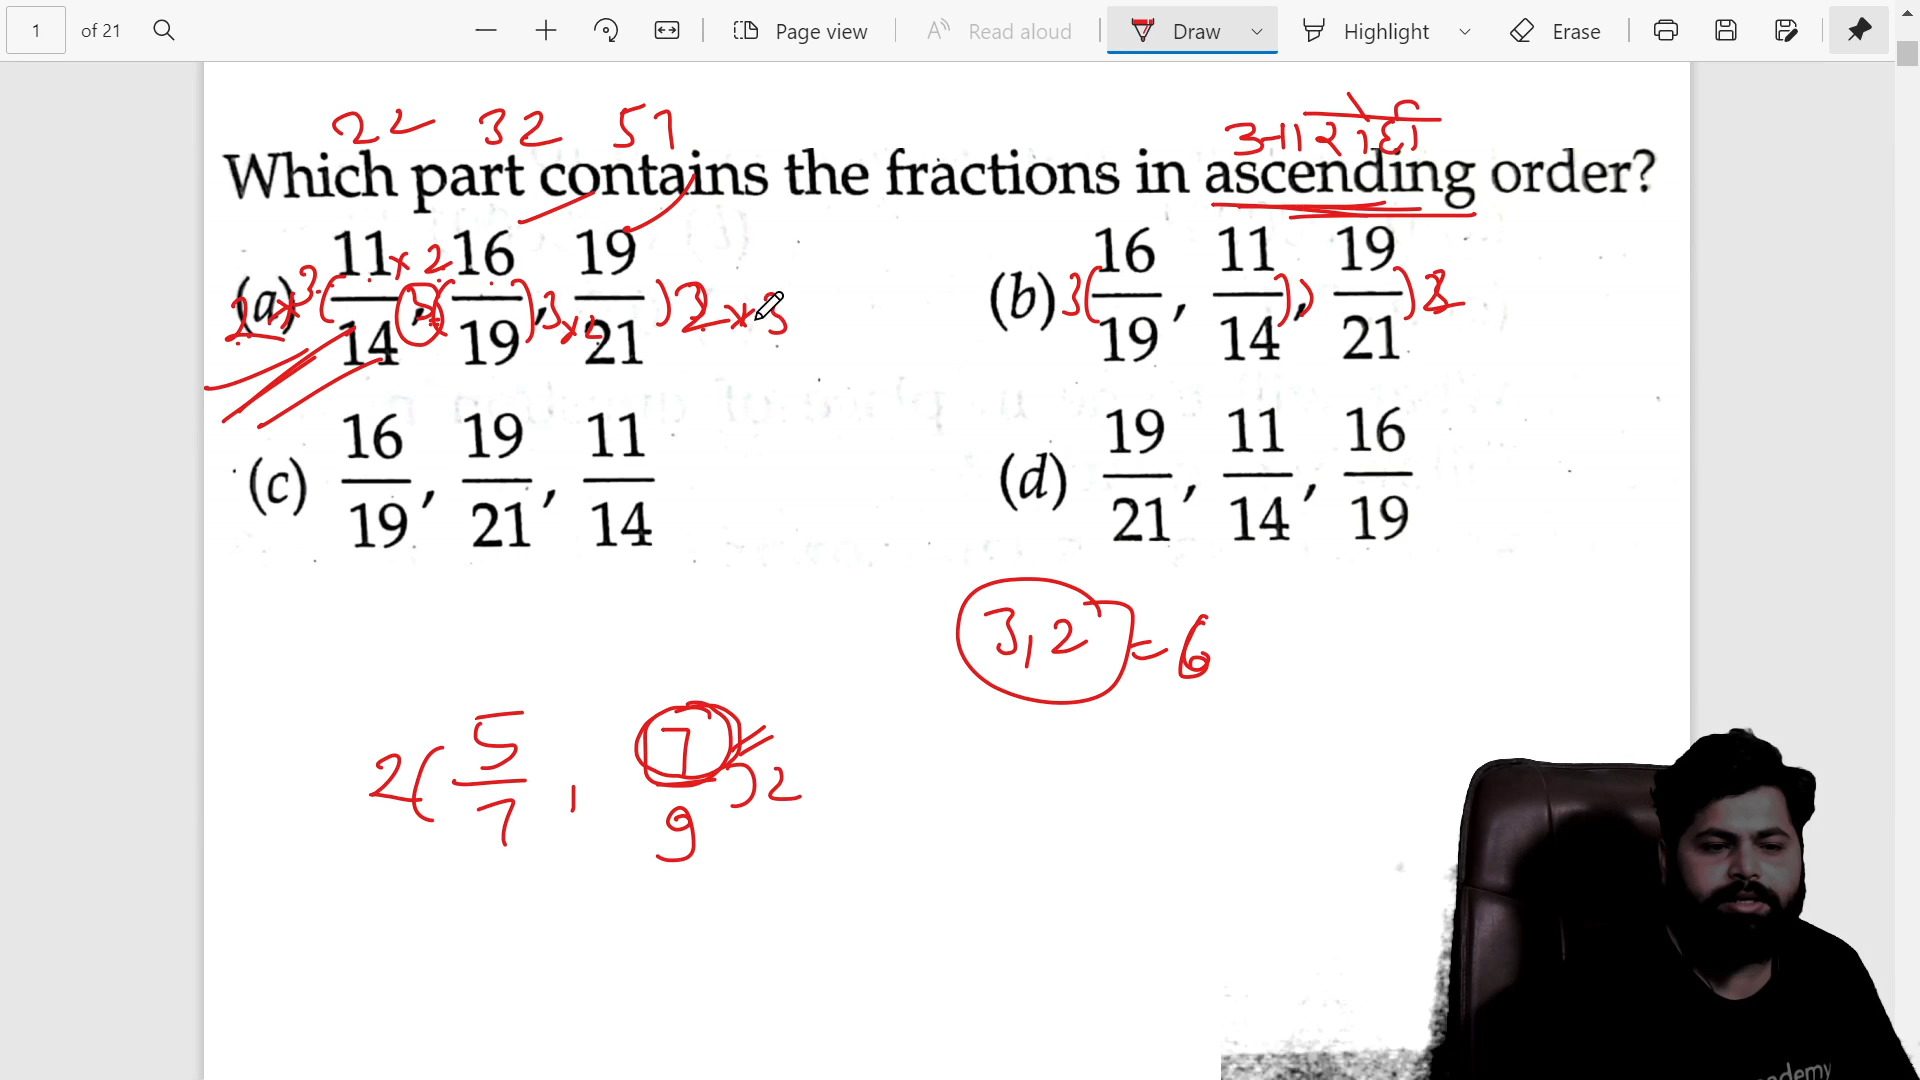 1 of 21 Page view Read aloud Draw Highlight Erase
22 32 57
Which part contains the fractions in ascending order?
(a) 11/14, 16/19, 19/21
(b) 16/19, 11/14, 19/21
(c) 16/19, 19/21, 11/14
(d) 19/21, 11/14, 16/19
3,2 = 6
2( 5/7 , 7/9 )2